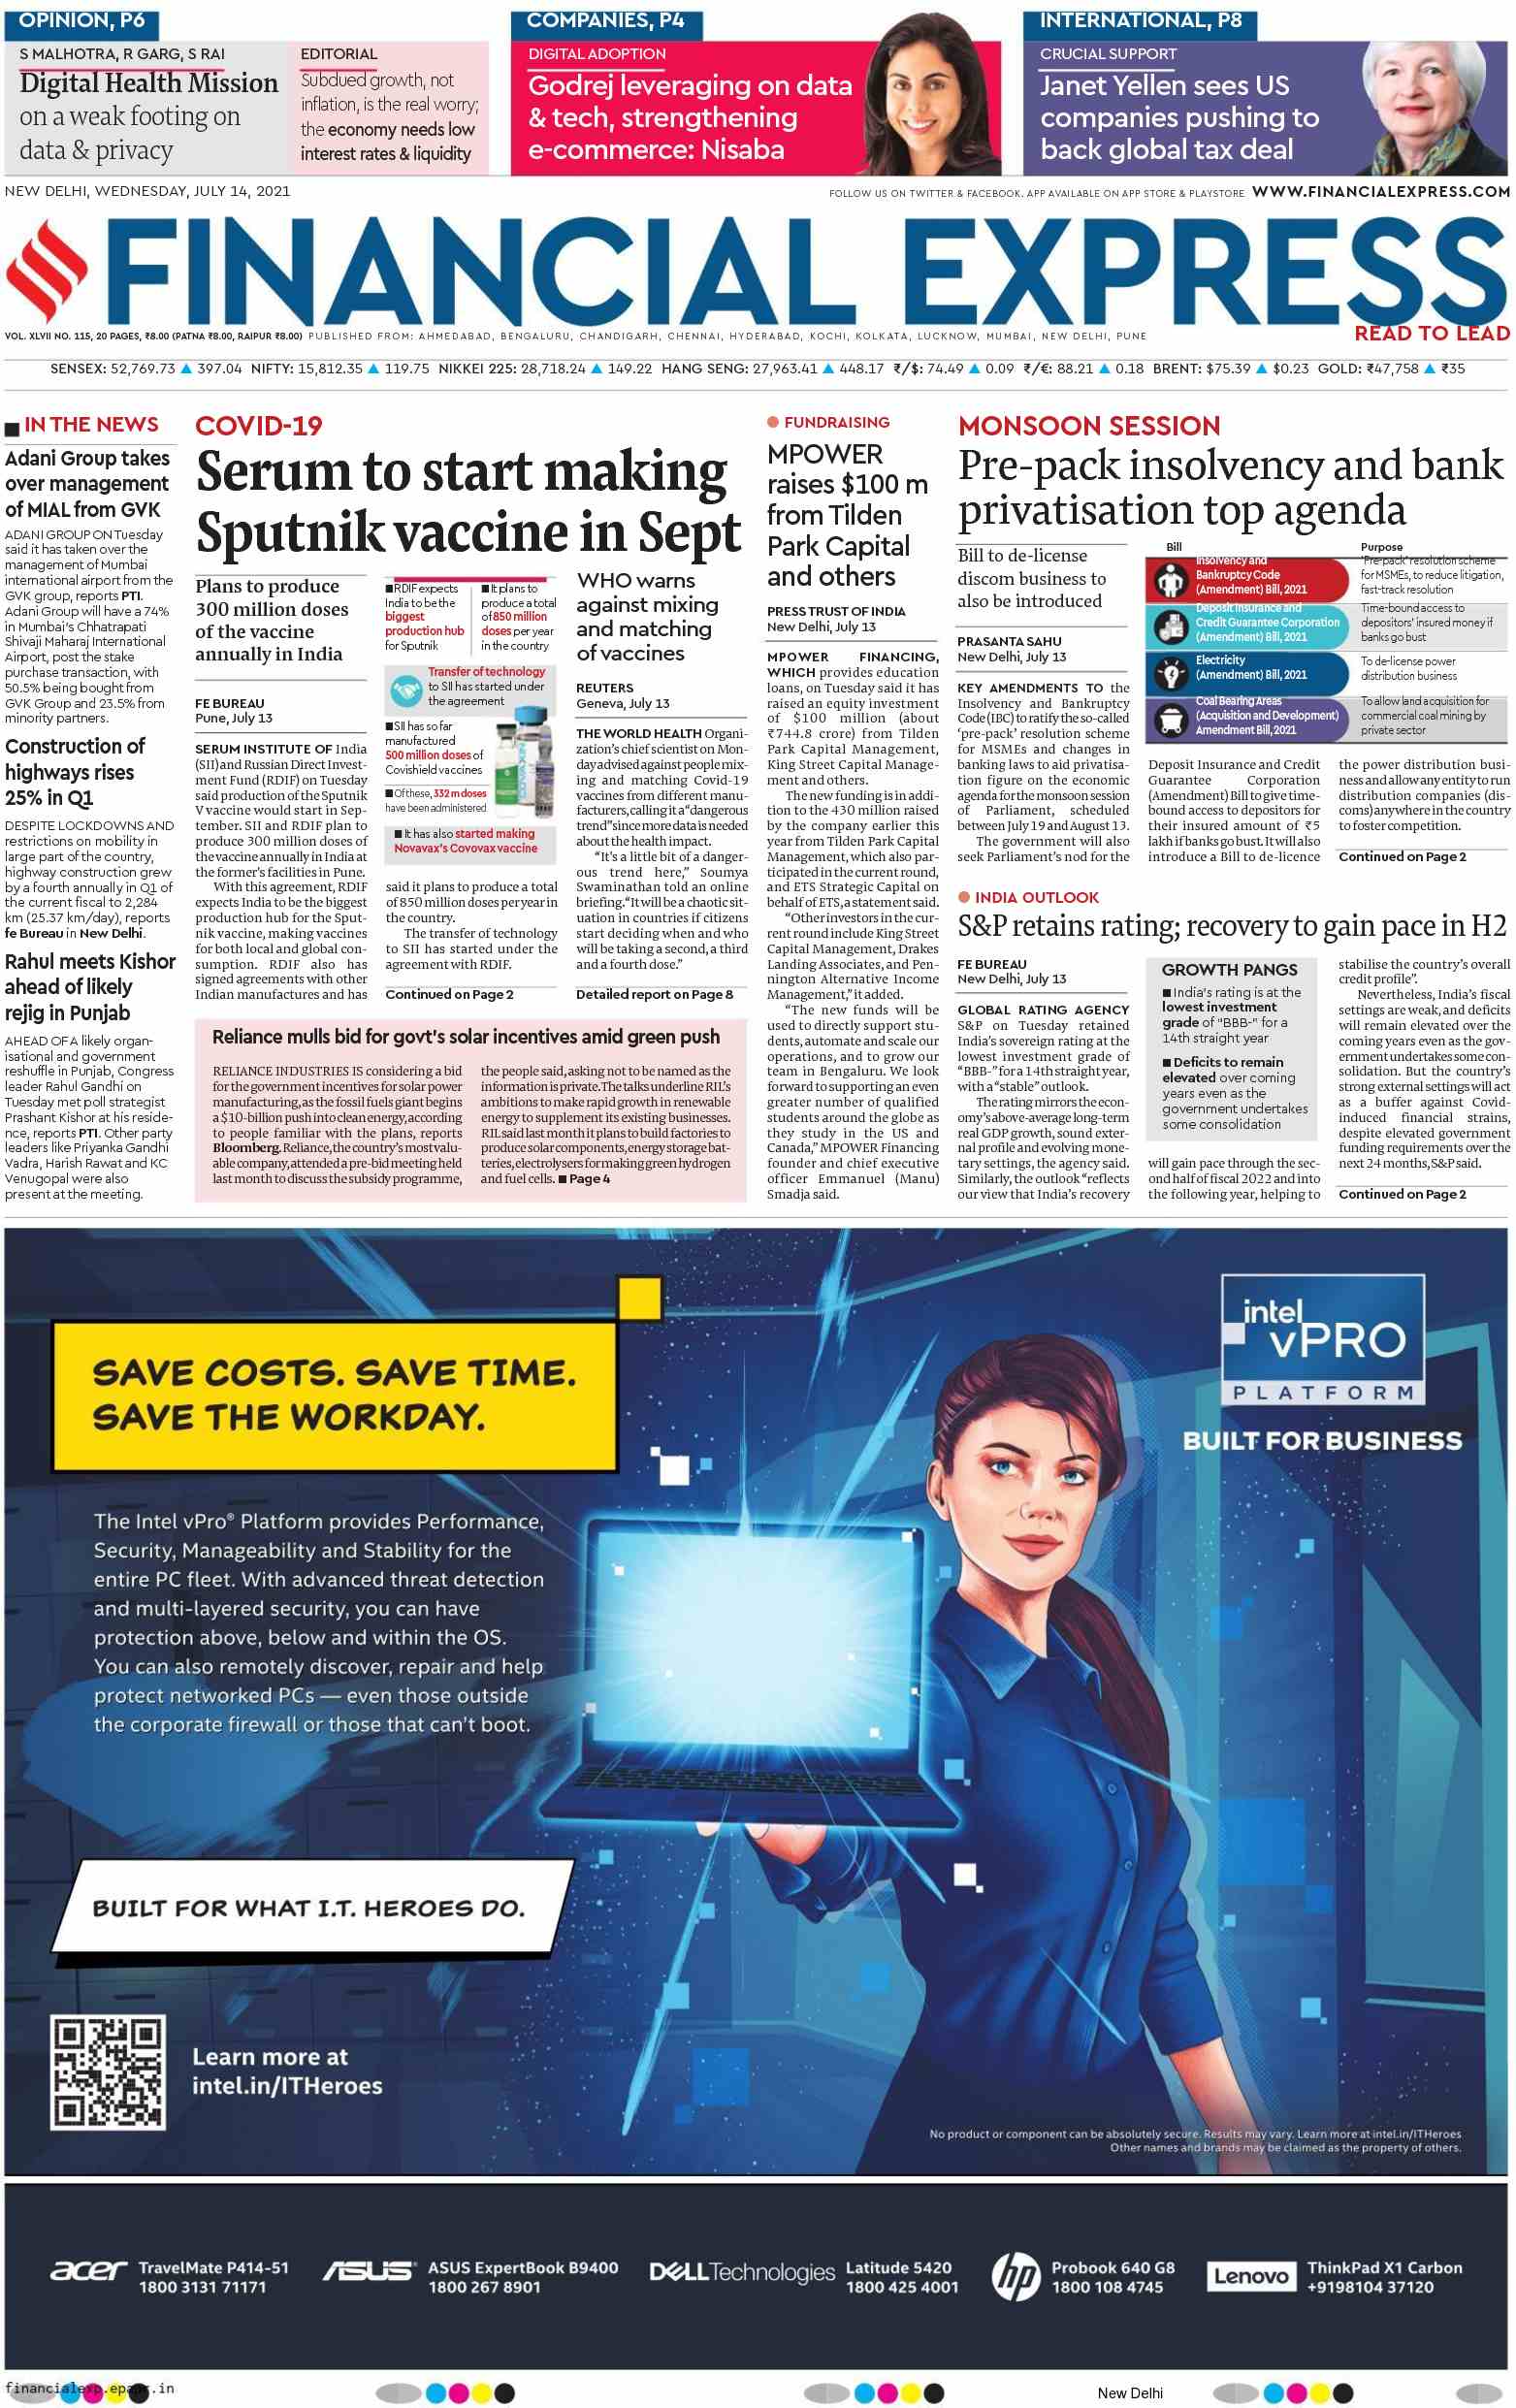 OPINION, P6
S MALHOTRA, R GARG, S RAI
Digital Health Mission
on a weak footing on
data & privacy
EDITORIAL
Subdued growth, not
inflation, is the real worry;
the economy needs low
interest rates & liquidity
COMPANIES, P4
DIGITAL ADOPTION
Godrej leveraging on data
& tech, strengthening
e-commerce: Nisaba
INTERNATIONAL, P8
CRUCIAL SUPPORT
Janet Yellen sees US
companies pushing to
back global tax deal
NEW DELHI, WEDNESDAY, JULY 14, 2021
FOLLOW US ON TWITTER & FACEBOOK. APP AVAILABLE ON APP STORE & PLAYSTORE WWW.FINANCIALEXPRESS.COM
FINANCIAL EXPRESS
READ TO LEAD
VOL. XLVII NO. 115, 20 PAGES, ₹8.00 (PATNA ₹8.00, RAIPUR ₹8.00) PUBLISHED FROM: AHMEDABAD, BENGALURU, CHANDIGARH, CHENNAI, HYDERABAD, KOCHI, KOLKATA, LUCKNOW, MUMBAI, NEW DELHI, PUNE
SENSEX: 52,769.73 ▲ 397.04 NIFTY: 15,812.35 ▲ 119.75 NIKKEI 225: 28,718.24 ▲ 149.22 HANG SENG: 27,963.41 ▲ 448.17 ₹/$: 74.49 ▲ 0.09 ₹/€: 88.21 ▲ 0.18 BRENT: $75.39 ▲ $0.23 GOLD: ₹47,758 ▲ ₹35
■ IN THE NEWS
Adani Group takes
over management
of MIAL from GVK
ADANI GROUP ON Tuesday
said it has taken over the
management of Mumbai
international airport from the
GVK group, reports PTI.
Adani Group will have a 74%
in Mumbai's Chhatrapati
Shivaji Maharaj International
Airport, post the stake
purchase transaction, with
50.5% being bought from
GVK Group and 23.5% from
minority partners.
Construction of
highways rises
25% in Q1
DESPITE LOCKDOWNS AND
restrictions on mobility in
large part of the country,
highway construction grew
by a fourth annually in Q1 of
the current fiscal to 2,284
km (25.37 km/day), reports
fe Bureau in New Delhi.
Rahul meets Kishor
ahead of likely
rejig in Punjab
AHEAD OF A likely organ-
isational and government
reshuffle in Punjab, Congress
leader Rahul Gandhi on
Tuesday met poll strategist
Prashant Kishor at his reside-
nce, reports PTI. Other party
leaders like Priyanka Gandhi
Vadra, Harish Rawat and KC
Venugopal were also
present at the meeting.
COVID-19
Serum to start making
Sputnik vaccine in Sept
Plans to produce
300 million doses
of the vaccine
annually in India
FE BUREAU
Pune, July 13
SERUM INSTITUTE OF India
(SII) and Russian Direct Invest-
ment Fund (RDIF) on Tuesday
said production of the Sputnik
V vaccine would start in Sep-
tember. SII and RDIF plan to
produce 300 million doses of
the vaccine annually in India at
the former's facilities in Pune.
With this agreement, RDIF
expects India to be the biggest
production hub for the Sput-
nik vaccine, making vaccines
for both local and global con-
sumption. RDIF also has
signed agreements with other
Indian manufactures and has
■ RDIF expects
India to be the
biggest
production hub
for Sputnik
■ It plans to
produce a total
of 850 million
doses per year
in the country
Transfer of technology
to SII has started under
the agreement
■ SII has so far
manufactured
500 million doses of
Covishield vaccines
■ Of these, 332 m doses
have been administered
■ It has also started making
Novavax's Covovax vaccine
said it plans to produce a total
of 850 million doses per year in
the country.
The transfer of technology
to SII has started under the
agreement with RDIF.
Continued on Page 2
WHO warns
against mixing
and matching
of vaccines
REUTERS
Geneva, July 13
THE WORLD HEALTH Organi-
zation's chief scientist on Mon-
day advised against people mix-
ing and matching Covid-19
vaccines from different manu-
facturers, calling it a "dangerous
trend" since more data is needed
about the health impact.
"It's a little bit of a danger-
ous trend here," Soumya
Swaminathan told an online
briefing. "It will be a chaotic sit-
uation in countries if citizens
start deciding when and who
will be taking a second, a third
and a fourth dose."
Detailed report on Page 8
Reliance mulls bid for govt's solar incentives amid green push
RELIANCE INDUSTRIES IS considering a bid
for the government incentives for solar power
manufacturing, as the fossil fuels giant begins
a $10-billion push into clean energy, according
to people familiar with the plans, reports
Bloomberg. Reliance, the country's most valu-
able company, attended a pre-bid meeting held
last month to discuss the subsidy programme,
the people said, asking not to be named as the
information is private. The talks underline RIL's
ambitions to make rapid growth in renewable
energy to supplement its existing businesses.
RIL said last month it plans to build factories to
produce solar components, energy storage bat-
teries, electrolysers for making green hydrogen
and fuel cells. ■ Page 4
● FUNDRAISING
MPOWER
raises $100 m
from Tilden
Park Capital
and others
PRESS TRUST OF INDIA
New Delhi, July 13
MPOWER FINANCING,
WHICH provides education
loans, on Tuesday said it has
raised an equity investment
of $100 million (about
₹744.8 crore) from Tilden
Park Capital Management,
King Street Capital Manage-
ment and others.
The new funding is in addi-
tion to the 430 million raised
by the company earlier this
year from Tilden Park Capital
Management, which also par-
ticipated in the current round,
and ETS Strategic Capital on
behalf of ETS, a statement said.
"Other investors in the cur-
rent round include King Street
Capital Management, Drakes
Landing Associates, and Pen-
nington Alternative Income
Management," it added.
"The new funds will be
used to directly support stu-
dents, automate and scale our
operations, and to grow our
team in Bengaluru. We look
forward to supporting an even
greater number of qualified
students around the globe as
they study in the US and
Canada," MPOWER Financing
founder and chief executive
officer Emmanuel (Manu)
Smadja said.
MONSOON SESSION
Pre-pack insolvency and bank
privatisation top agenda
Bill to de-license
discom business to
also be introduced
PRASANTA SAHU
New Delhi, July 13
KEY AMENDMENTS TO the
Insolvency and Bankruptcy
Code (IBC) to ratify the so-called
'pre-pack' resolution scheme
for MSMEs and changes in
banking laws to aid privatisa-
tion figure on the economic
agenda for the monsoon session
of Parliament, scheduled
between July 19 and August 13.
The government will also
seek Parliament's nod for the
Bill
Purpose
Insolvency and
Bankruptcy Code
(Amendment) Bill, 2021
'Pre-pack' resolution scheme
for MSMEs, to reduce litigation,
fast-track resolution
Deposit Insurance and
Credit Guarantee Corporation
(Amendment) Bill, 2021
Time-bound access to
depositors' insured money if
banks go bust
Electricity
(Amendment) Bill, 2021
To de-license power
distribution business
Coal Bearing Areas
(Acquisition and Development)
Amendment Bill, 2021
To allow land acquisition for
commercial coal mining by
private sector
Deposit Insurance and Credit
Guarantee Corporation
(Amendment) Bill to give time-
bound access to depositors for
their insured amount of ₹5
lakh if banks go bust. It will also
introduce a Bill to de-licence
the power distribution busi-
ness and allow any entity to run
distribution companies (dis-
coms) anywhere in the country
to foster competition.
Continued on Page 2
● INDIA OUTLOOK
S&P retains rating; recovery to gain pace in H2
FE BUREAU
New Delhi, July 13
GLOBAL RATING AGENCY
S&P on Tuesday retained
India's sovereign rating at the
lowest investment grade of
"BBB-" for a 14th straight year,
with a "stable" outlook.
The rating mirrors the econ-
omy's above-average long-term
real GDP growth, sound exter-
nal profile and evolving mone-
tary settings, the agency said.
Similarly, the outlook "reflects
our view that India's recovery
GROWTH PANGS
■ India's rating is at the
lowest investment
grade of "BBB-" for a
14th straight year
■ Deficits to remain
elevated over coming
years even as the
government undertakes
some consolidation
will gain pace through the sec-
ond half of fiscal 2022 and into
the following year, helping to
stabilise the country's overall
credit profile".
Nevertheless, India's fiscal
settings are weak, and deficits
will remain elevated over the
coming years even as the gov-
ernment undertakes some con-
solidation. But the country's
strong external settings will act
as a buffer against Covid-
induced financial strains,
despite elevated government
funding requirements over the
next 24 months, S&P said.
Continued on Page 2
SAVE COSTS. SAVE TIME.
SAVE THE WORKDAY.
intel
vPRO
PLATFORM
BUILT FOR BUSINESS
The Intel vPro® Platform provides Performance,
Security, Manageability and Stability for the
entire PC fleet. With advanced threat detection
and multi-layered security, you can have
protection above, below and within the OS.
You can also remotely discover, repair and help
protect networked PCs — even those outside
the corporate firewall or those that can't boot.
BUILT FOR WHAT I.T. HEROES DO.
Learn more at
intel.in/ITHeroes
No product or component can be absolutely secure. Results may vary. Learn more at intel.in/ITHeroes
Other names and brands may be claimed as the property of others.
acer
TravelMate P414-51
1800 3131 71171
ASUS
ASUS ExpertBook B9400
1800 267 8901
DELL Technologies
Latitude 5420
1800 425 4001
hp
Probook 640 G8
1800 108 4745
Lenovo
ThinkPad X1 Carbon
+9198104 37120
financialexp.epapr.in
New Delhi